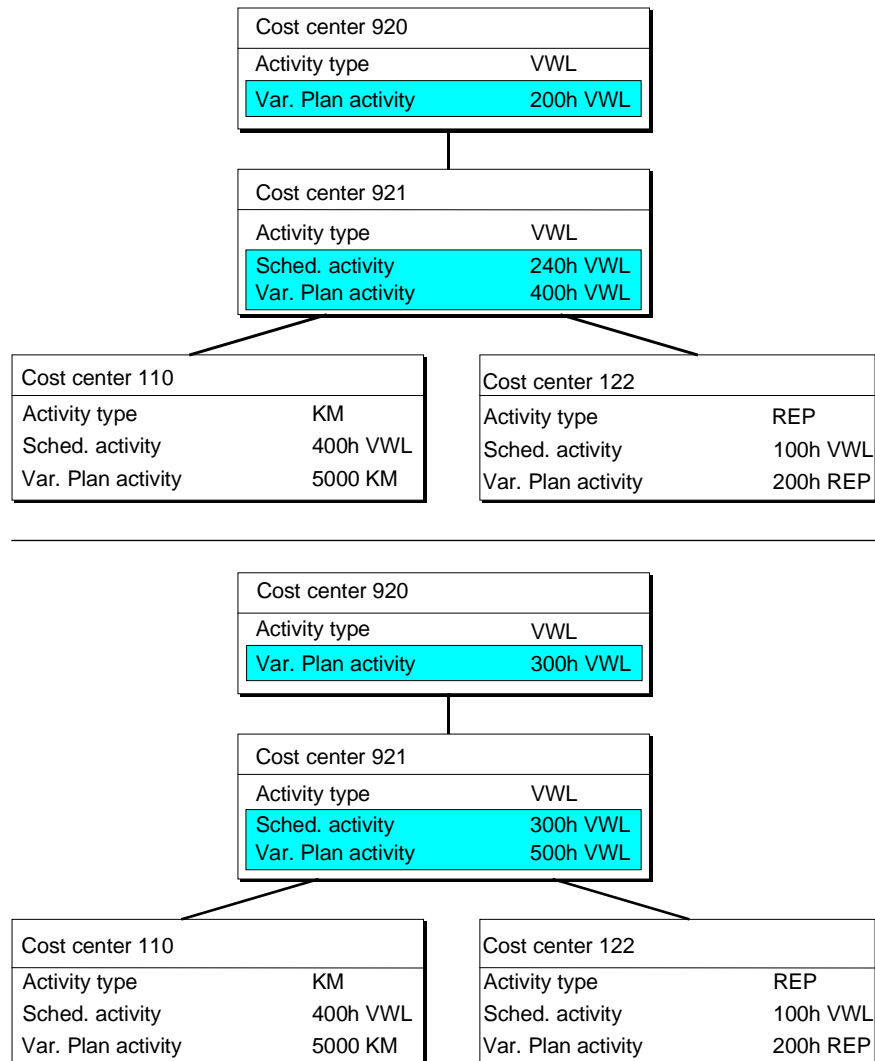 Cost center 920
Activity type VWL
Var. Plan activity 200h VWL
Cost center 921
Activity type VWL
Sched. activity 240h VWL
Var. Plan activity 400h VWL
Cost center 110
Activity type KM
Sched. activity 400h VWL
Var. Plan activity 5000 KM
Cost center 122
Activity type REP
Sched. activity 100h VWL
Var. Plan activity 200h REP
Cost center 920
Activity type VWL
Var. Plan activity 300h VWL
Cost center 921
Activity type VWL
Sched. activity 300h VWL
Var. Plan activity 500h VWL
Cost center 110
Activity type KM
Sched. activity 400h VWL
Var. Plan activity 5000 KM
Cost center 122
Activity type REP
Sched. activity 100h VWL
Var. Plan activity 200h REP